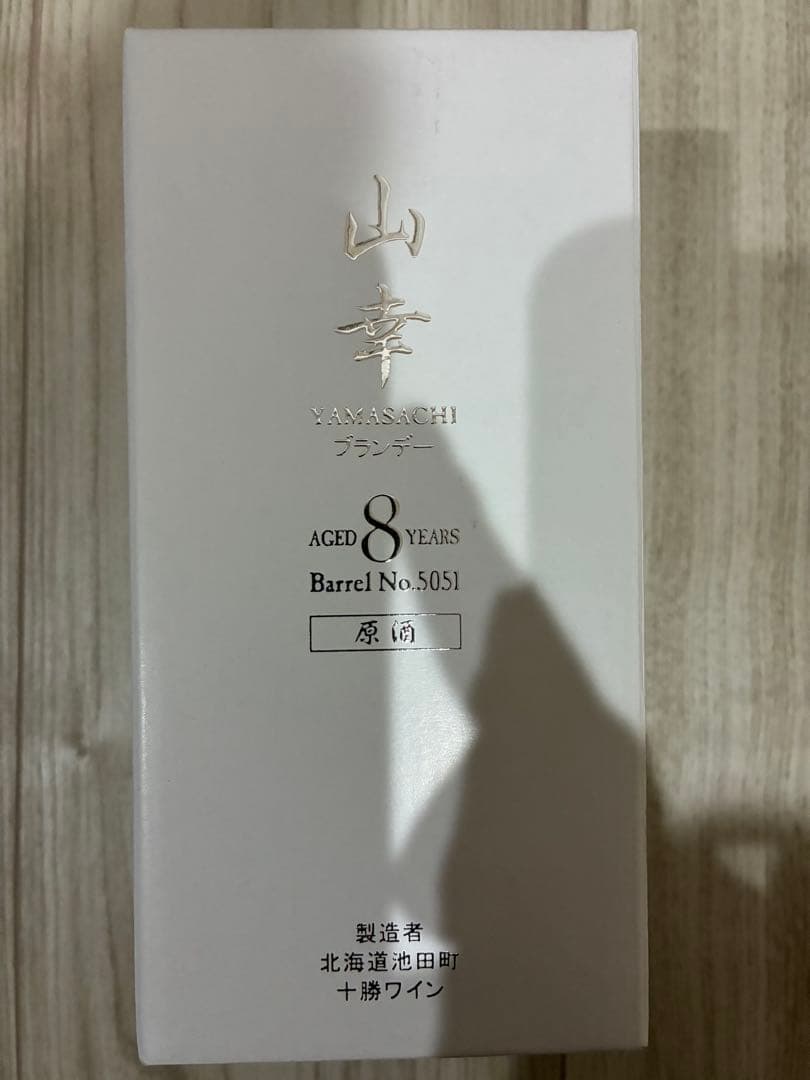 山幸
YAMASACHI
ブランデー
AGED 8 YEARS
Barrel No.5051
原酒
製造者
北海道池田町
十勝ワイン